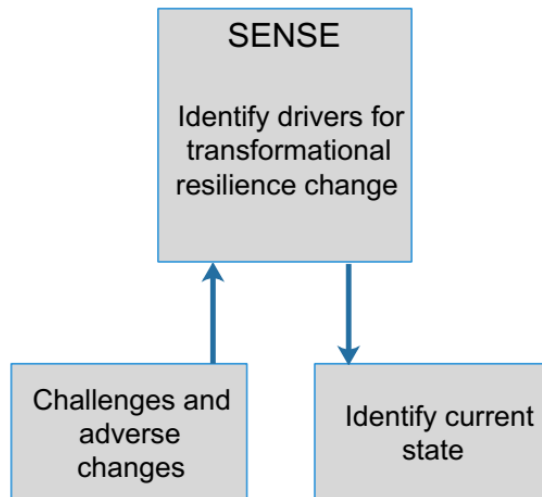 SENSE
Identify drivers for
transformational
resilience change
Challenges and
adverse
changes
Identify current
state